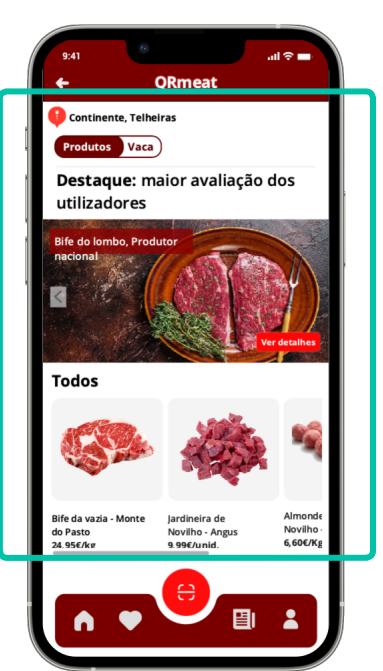 9:41
QRmeat
Continente, Telheiras
Produtos Vaca
Destaque: maior avaliação dos
utilizadores
Bife do lombo, Produtor
nacional
Ver detalhes
Todos
Bife da vazia - Monte
do Pasto
24,95€/kg
Jardineira de
Novilho - Angus
9,99€/unid.
Almonde
Novilho -
6,60€/Kg